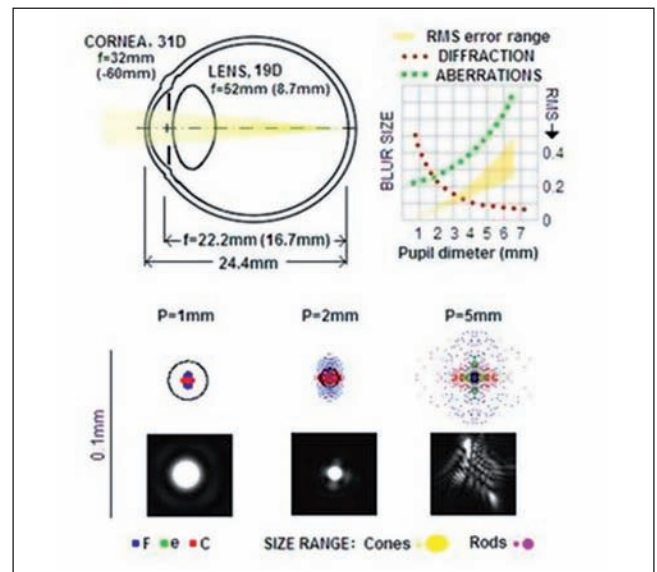 CORNEA, 31D
f=32mm
(-60mm)
LENS, 19D
f=52mm (8.7mm)
f=22.2mm (16.7mm)
24.4mm
RMS error range
DIFFRACTION
ABERRATIONS
BLUR SIZE
RMS
0.4
0.2
0
1 2 3 4 5 6 7
Pupil dimeter (mm)
P=1mm P=2mm P=5mm
0.1mm
F e C SIZE RANGE: Cones Rods